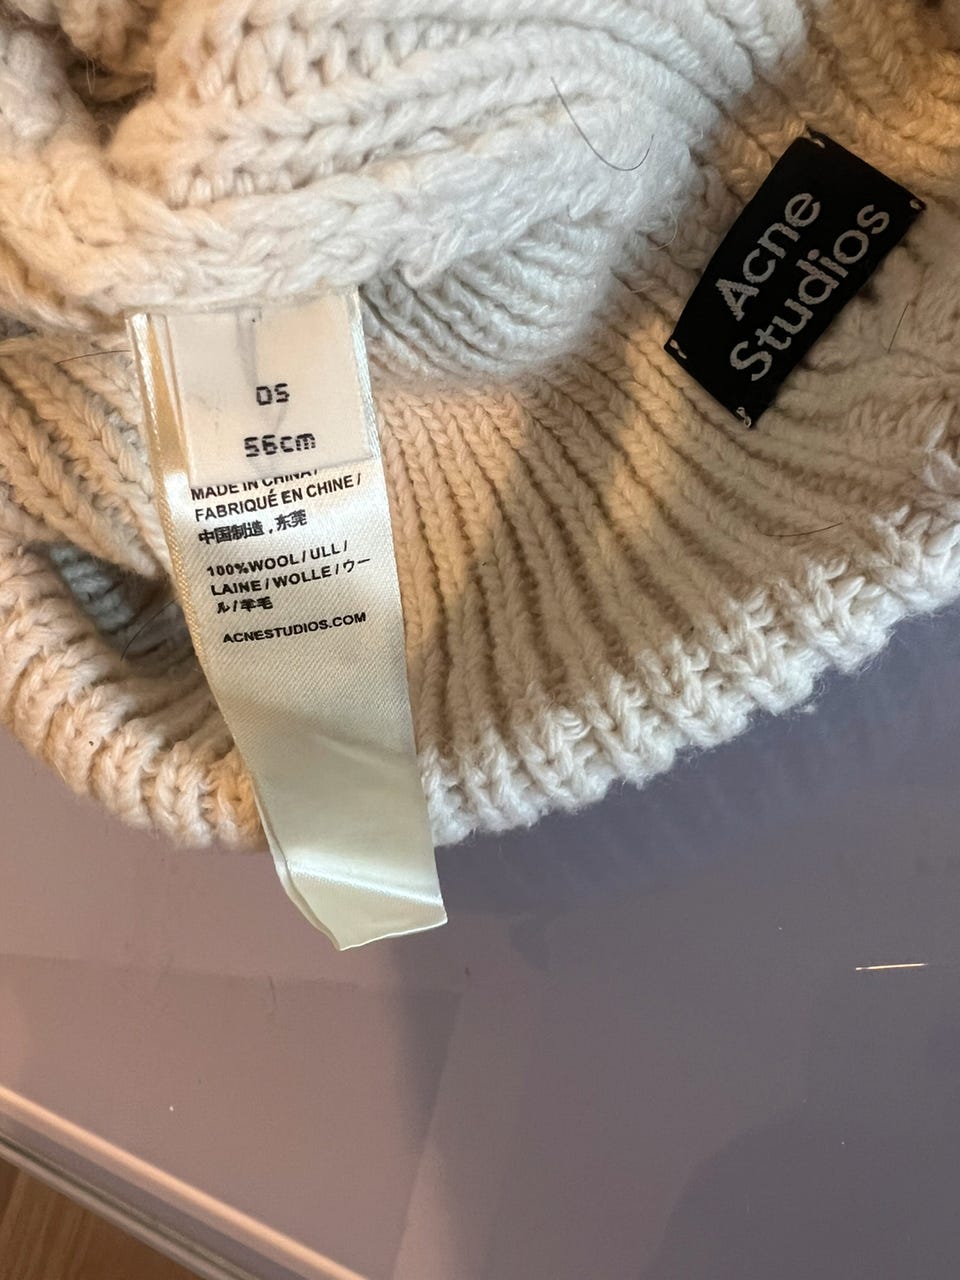 OS
56cm
MADE IN CHINA/
FABRIQUÉ EN CHINE/
中国制造，东莞
100%WOOL/ULL/
LAINE/WOLLE/ウー
ル/羊毛
ACNESTUDIOS.COM
Acne
Studios